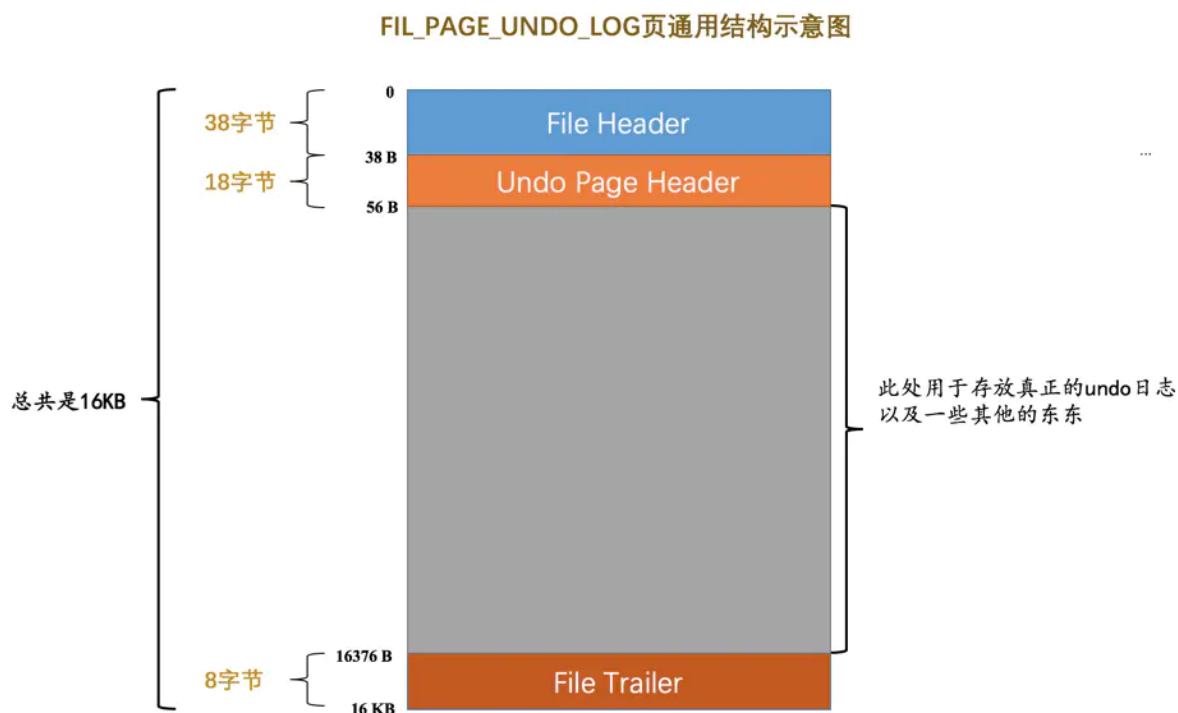 FIL_PAGE_UNDO_LOG页通用结构示意图
0
38字节
File Header
...
38 B
18字节
Undo Page Header
56 B
总共是16KB
此处用于存放真正的undo日志
以及一些其他的东东
16376 B
8字节
File Trailer
16 KB